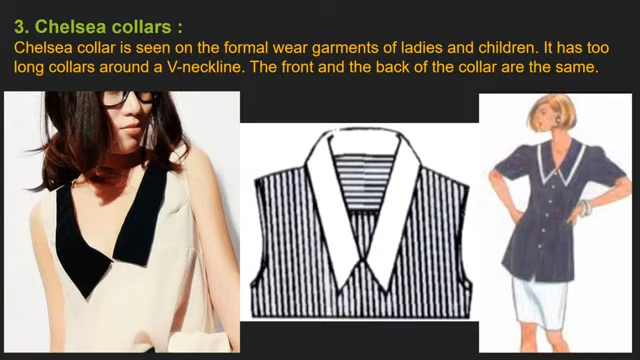 3. Chelsea collars :
Chelsea collar is seen on the formal wear garments of ladies and children. It has too
long collars around a V-neckline. The front and the back of the collar are the same.